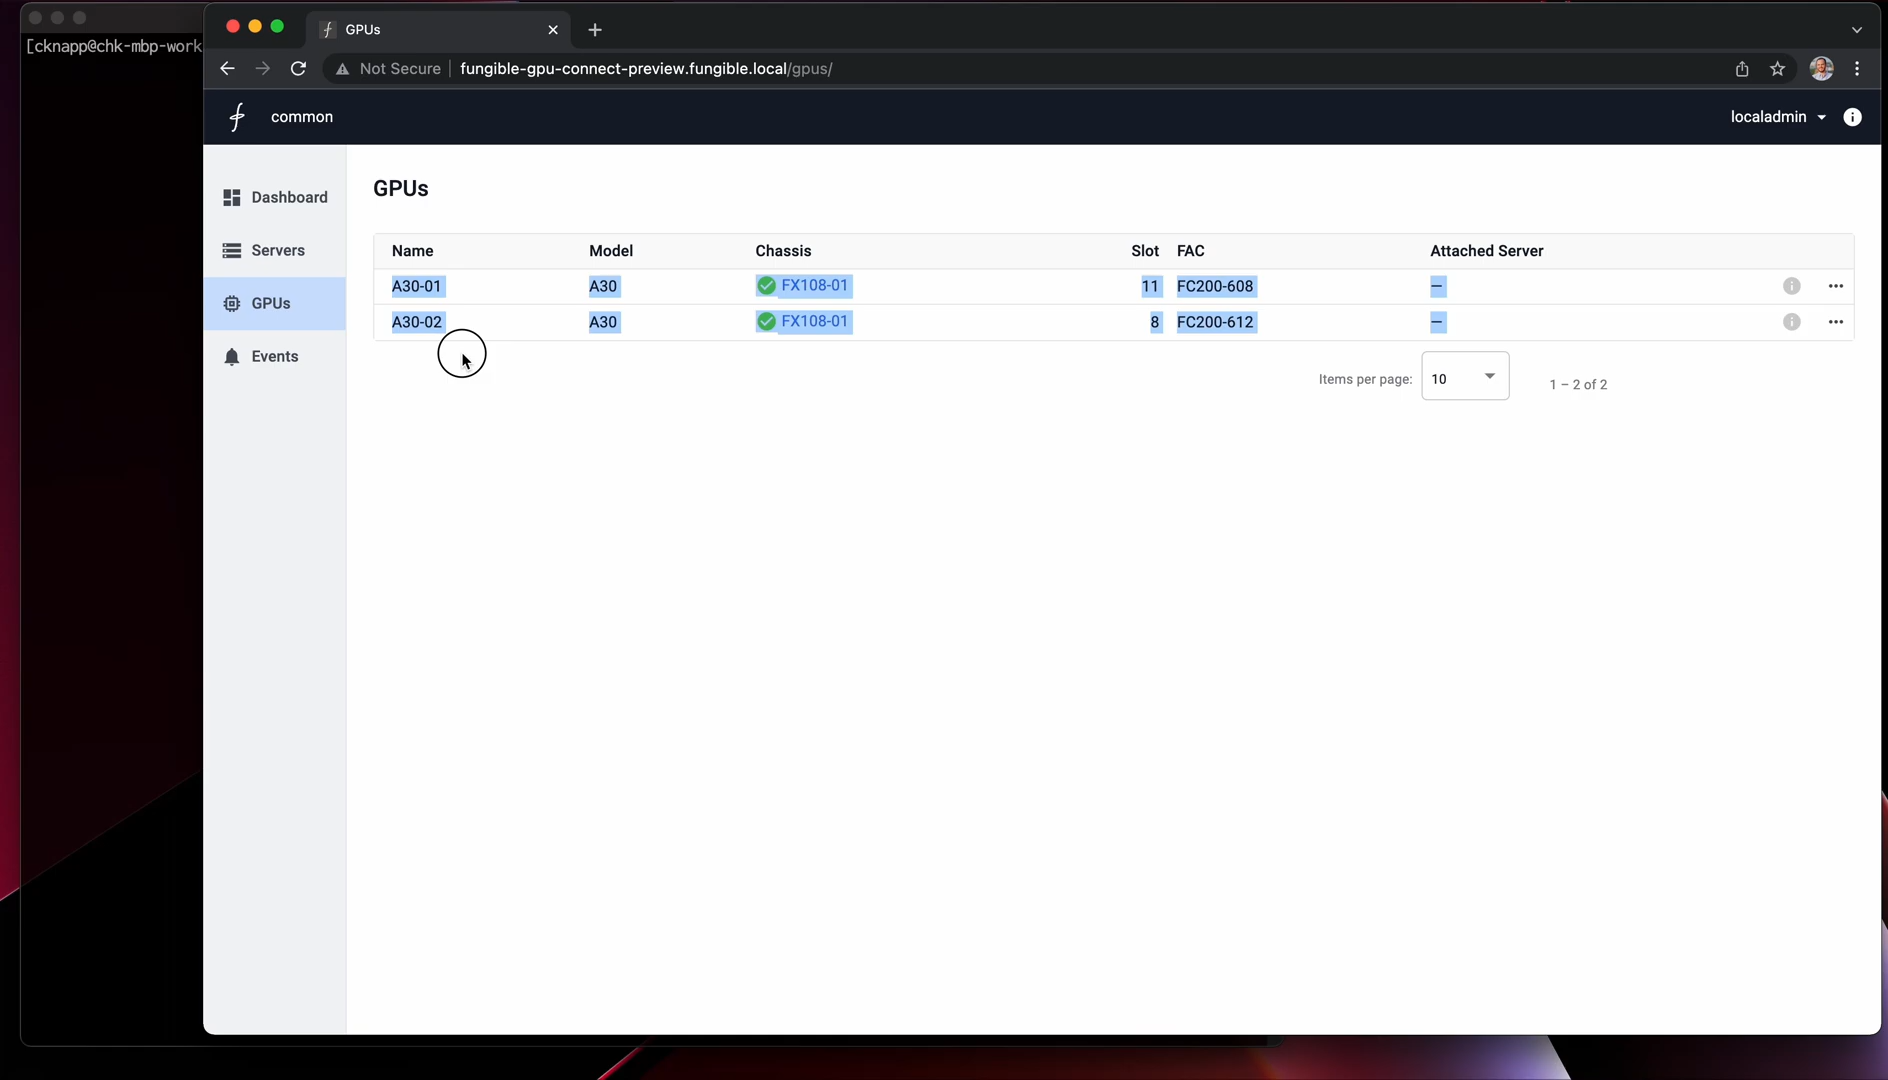 [cknapp@chk-mbp-work
GPUs
Not Secure fungible-gpu-connect-preview.fungible.local/gpus/
common
localadmin
Dashboard
Servers
GPUs
Events
GPUs
Name Model Chassis Slot FAC Attached Server
A30-01 A30 FX108-01 11 FC200-608 —
A30-02 A30 FX108-01 8 FC200-612 —
Items per page: 10 1 – 2 of 2